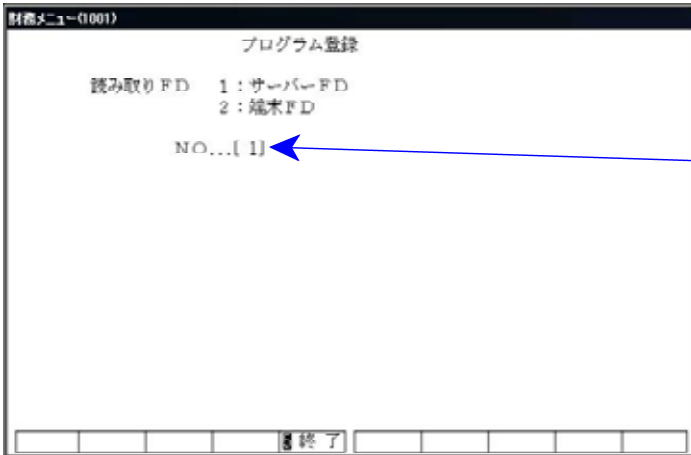 財務メニュー(1001)
プログラム登録
読み取りFD 1:サーバーFD
2:端末FD
NO...[ 1]
終了